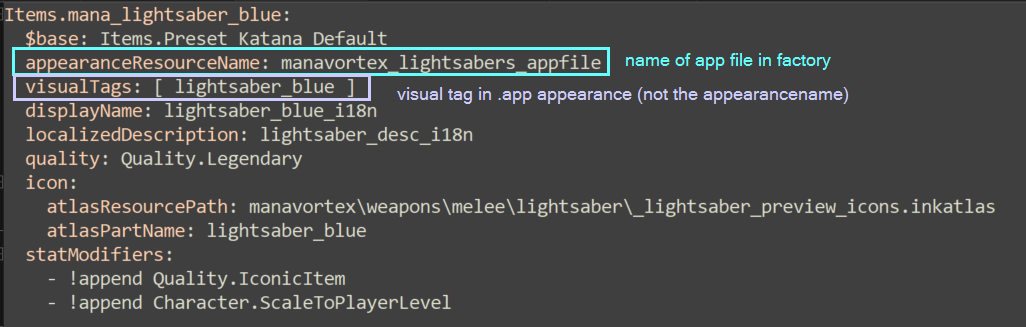 Items.mana_lightsaber_blue:
$base: Items.Preset_Katana_Default
appearanceResourceName: manavortex_lightsabers_appfile name of app file in factory
visualTags: [ lightsaber_blue ] visual tag in .app appearance (not the appearancename)
displayName: lightsaber_blue_i18n
localizedDescription: lightsaber_desc_i18n
quality: Quality.Legendary
icon:
atlasResourcePath: manavortex\weapons\melee\lightsaber\_lightsaber_preview_icons.inkatlas
atlasPartName: lightsaber_blue
statModifiers:
- !append Quality.IconicItem
- !append Character.ScaleToPlayerLevel